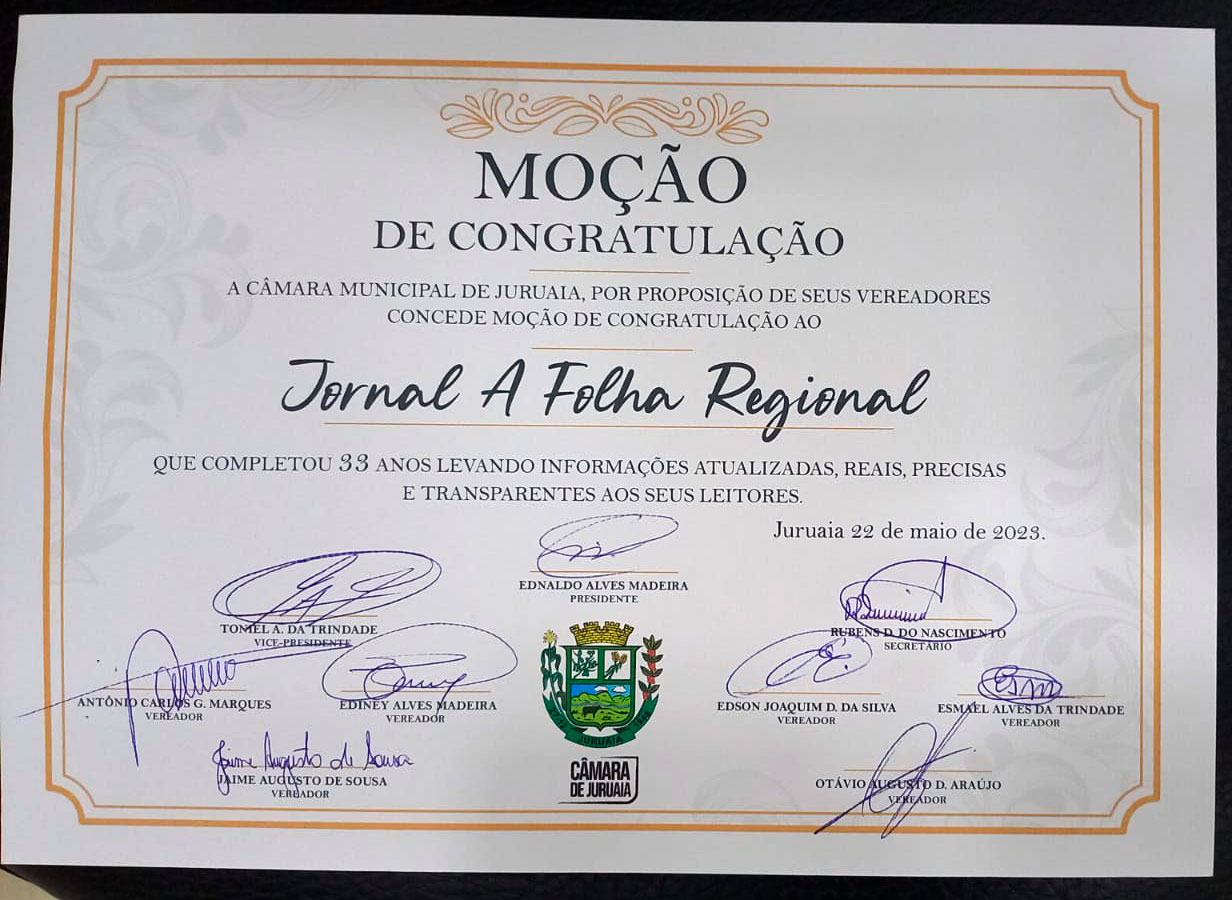 MOÇÃO
DE CONGRATULAÇÃO
A CÂMARA MUNICIPAL DE JURUAIA, POR PROPOSIÇÃO DE SEUS VEREADORES
CONCEDE MOÇÃO DE CONGRATULAÇÃO AO
Jornal A Folha Regional
QUE COMPLETOU 33 ANOS LEVANDO INFORMAÇÕES ATUALIZADAS, REAIS, PRECISAS
E TRANSPARENTES AOS SEUS LEITORES.
Juruaia 22 de maio de 2023.
EDNALDO ALVES MADEIRA
PRESIDENTE
TONIEL A. DA TRINDADE
VICE-PRESIDENTE
RUBENS D. DO NASCIMENTO
SECRETÁRIO
ANTÔNIO CARLOS G. MARQUES
VEREADOR
EDINEY ALVES MADEIRA
VEREADOR
EDSON JOAQUIM D. DA SILVA
VEREADOR
ESMAEL ALVES DA TRINDADE
VEREADOR
Jaime Augusto de Sousa
JAIME AUGUSTO DE SOUSA
VEREADOR
OTÁVIO AUGUSTO D. ARAÚJO
VEREADOR
JURUAIA
CÂMARA
DE JURUAIA